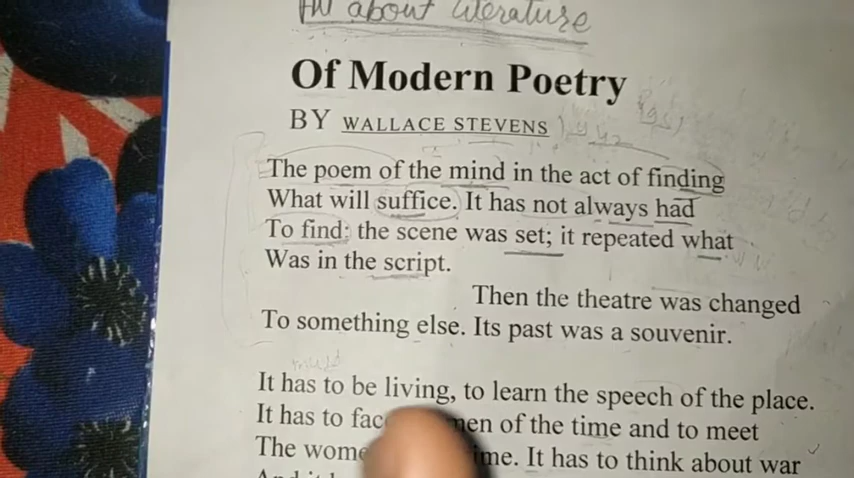 All about literature
Of Modern Poetry
BY WALLACE STEVENS
The poem of the mind in the act of finding
What will suffice. It has not always had
To find: the scene was set; it repeated what
Was in the script.
Then the theatre was changed
To something else. Its past was a souvenir.
It has to be living, to learn the speech of the place.
It has to men of the time and to meet
The It has to think about war